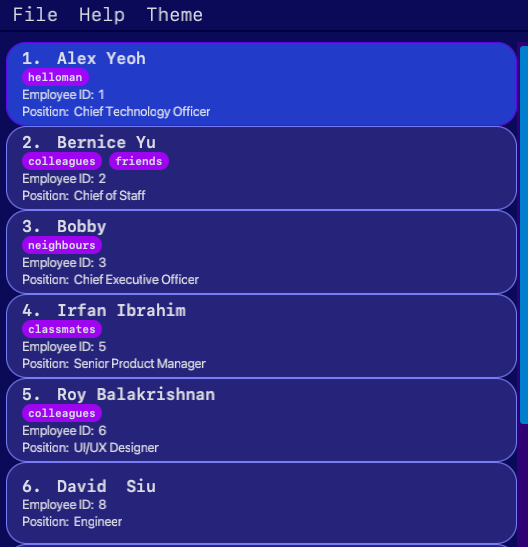 File Help Theme
1. Alex Yeoh
helloman
Employee ID: 1
Position: Chief Technology Officer
2. Bernice Yu
colleagues friends
Employee ID: 2
Position: Chief of Staff
3. Bobby
neighbours
Employee ID: 3
Position: Chief Executive Officer
4. Irfan Ibrahim
classmates
Employee ID: 5
Position: Senior Product Manager
5. Roy Balakrishnan
colleagues
Employee ID: 6
Position: UI/UX Designer
6. David  Siu
Employee ID: 8
Position: Engineer